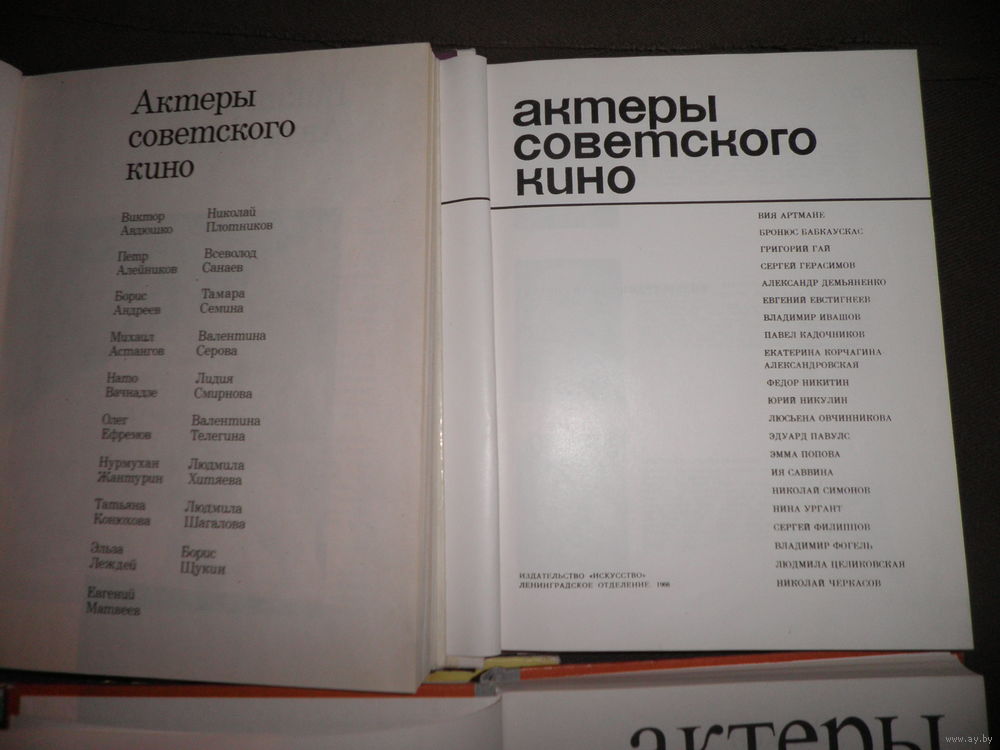 Актеры
советского
кино
Виктор
Авдюшко
Петр
Алейников
Борис
Андреев
Михаил
Астангов
Нато
Вачнадзе
Олег
Ефремов
Нурмухан
Жантурин
Татьяна
Конюхова
Эльза
Леждей
Евгений
Матвеев
Николай
Плотников
Всеволод
Санаев
Тамара
Семина
Валентина
Серова
Лидия
Смирнова
Валентина
Телегина
Людмила
Хитяева
Людмила
Шагалова
Борис
Щукин
актеры
советского
кино
ВИЯ АРТМАНЕ
БРОНЮС БАБКАУСКАС
ГРИГОРИЙ ГАЙ
СЕРГЕЙ ГЕРАСИМОВ
АЛЕКСАНДР ДЕМЬЯНЕНКО
ЕВГЕНИЙ ЕВСТИГНЕЕВ
ВЛАДИМИР ИВАШОВ
ПАВЕЛ КАДОЧНИКОВ
ЕКАТЕРИНА КОРЧАГИНА-
АЛЕКСАНДРОВСКАЯ
ФЕДОР НИКИТИН
ЮРИЙ НИКУЛИН
ЛЮСЬЕНА ОВЧИННИКОВА
ЭДУАРД ПАВУЛС
ЭММА ПОПОВА
ИЯ САВВИНА
НИКОЛАЙ СИМОНОВ
НИНА УРГАНТ
СЕРГЕЙ ФИЛИППОВ
ВЛАДИМИР ФОГЕЛЬ
ЛЮДМИЛА ЦЕЛИКОВСКАЯ
НИКОЛАЙ ЧЕРКАСОВ
ИЗДАТЕЛЬСТВО «ИСКУССТВО»
ЛЕНИНГРАДСКОЕ ОТДЕЛЕНИЕ 1966
актеры
www.ay.by